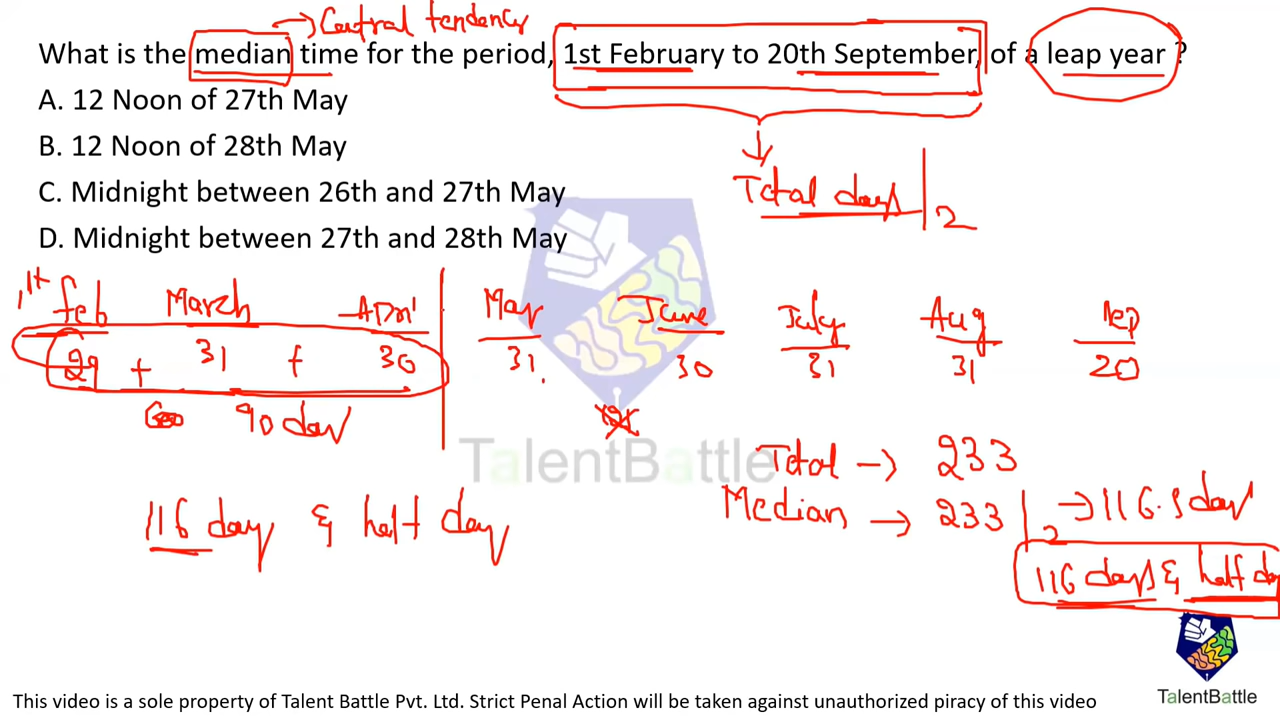 → Central tendency
What is the median time for the period, 1st February to 20th September, of a leap year ?
A. 12 Noon of 27th May
B. 12 Noon of 28th May
C. Midnight between 26th and 27th May
D. Midnight between 27th and 28th May
Total days | 2
1st feb March April May June July Aug Sep
29 + 31 + 30 31 30 31 31 20
90 day
TalentBattle
Total → 233
Median → 233 | 2 → 116.5 day
116 day & half day
116 days & half day
TalentBattle
This video is a sole property of Talent Battle Pvt. Ltd. Strict Penal Action will be taken against unauthorized piracy of this video